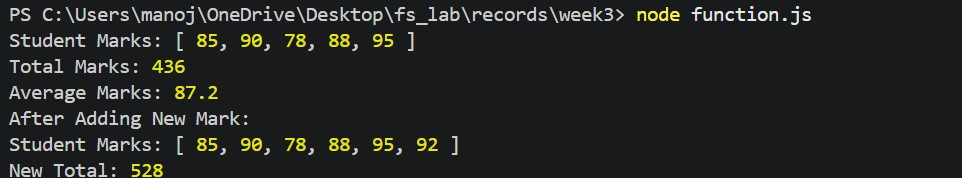 PS C:\Users\manoj\OneDrive\Desktop\fs_lab\records\week3> node function.js
Student Marks: [ 85, 90, 78, 88, 95 ]
Total Marks: 436
Average Marks: 87.2
After Adding New Mark:
Student Marks: [ 85, 90, 78, 88, 95, 92 ]
New Total: 528